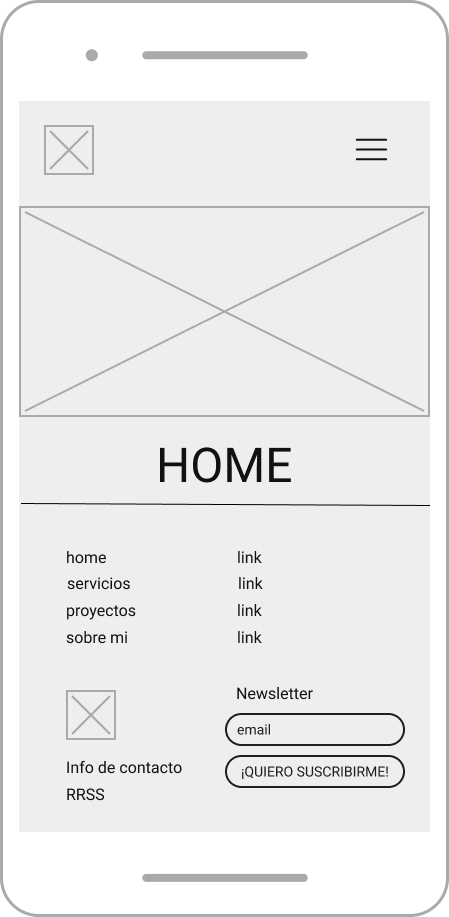 HOME
home
servicios
proyectos
sobre mi
link
link
link
link
Info de contacto
RRSS
Newsletter
email
¡QUIERO SUSCRIBIRME!